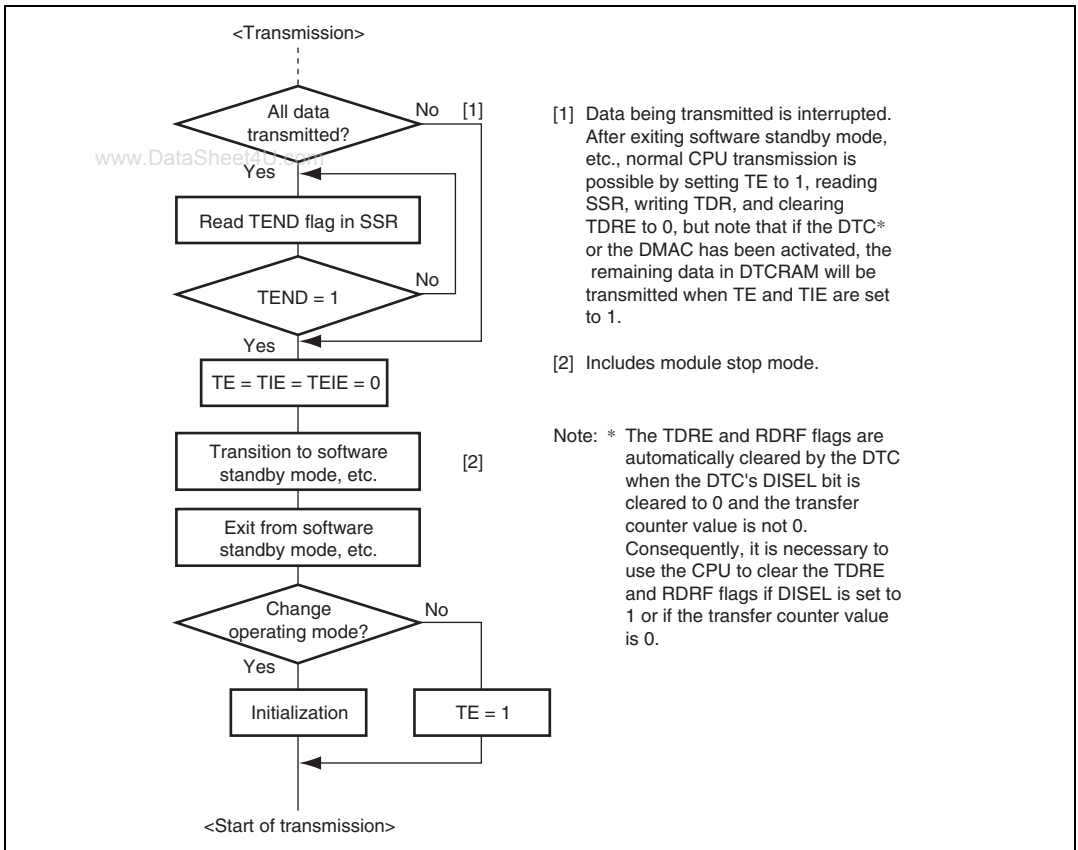 <Transmission>
All data
transmitted?
No [1]
www.DataSheet4U.com
Yes
Read TEND flag in SSR
TEND = 1
No
Yes
TE = TIE = TEIE = 0
Transition to software
standby mode, etc.
[2]
Exit from software
standby mode, etc.
Change
operating mode?
No
Yes
Initialization
TE = 1
<Start of transmission>
[1] Data being transmitted is interrupted.
After exiting software standby mode,
etc., normal CPU transmission is
possible by setting TE to 1, reading
SSR, writing TDR, and clearing
TDRE to 0, but note that if the DTC*
or the DMAC has been activated, the
remaining data in DTCRAM will be
transmitted when TE and TIE are set
to 1.
[2] Includes module stop mode.
Note: * The TDRE and RDRF flags are
automatically cleared by the DTC
when the DTC's DISEL bit is
cleared to 0 and the transfer
counter value is not 0.
Consequently, it is necessary to
use the CPU to clear the TDRE
and RDRF flags if DISEL is set to
1 or if the transfer counter value
is 0.